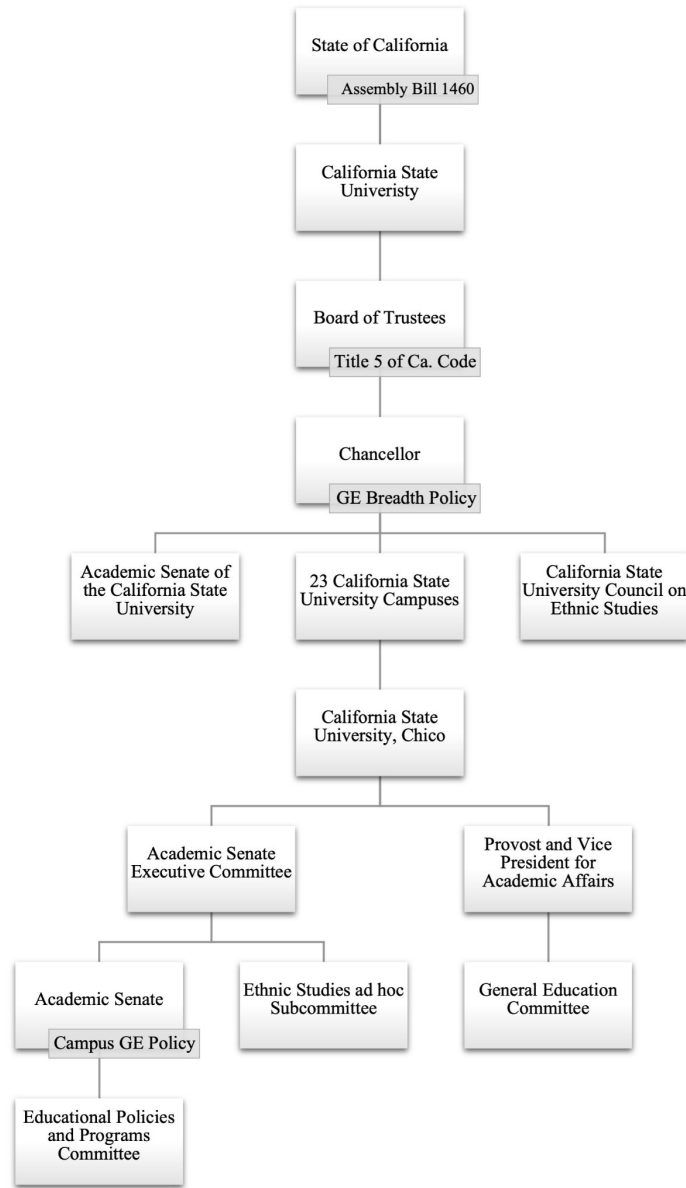 State of California
Assembly Bill 1460
California State
Univeristy
Board of Trustees
Title 5 of Ca. Code
Chancellor
GE Breadth Policy
Academic Senate of
the California State
University
23 California State
University Campuses
California State
University Council on
Ethnic Studies
California State
University, Chico
Academic Senate
Executive Committee
Provost and Vice
President for
Academic Affairs
Academic Senate
Campus GE Policy
Ethnic Studies ad hoc
Subcommittee
General Education
Committee
Educational Policies
and Programs
Committee